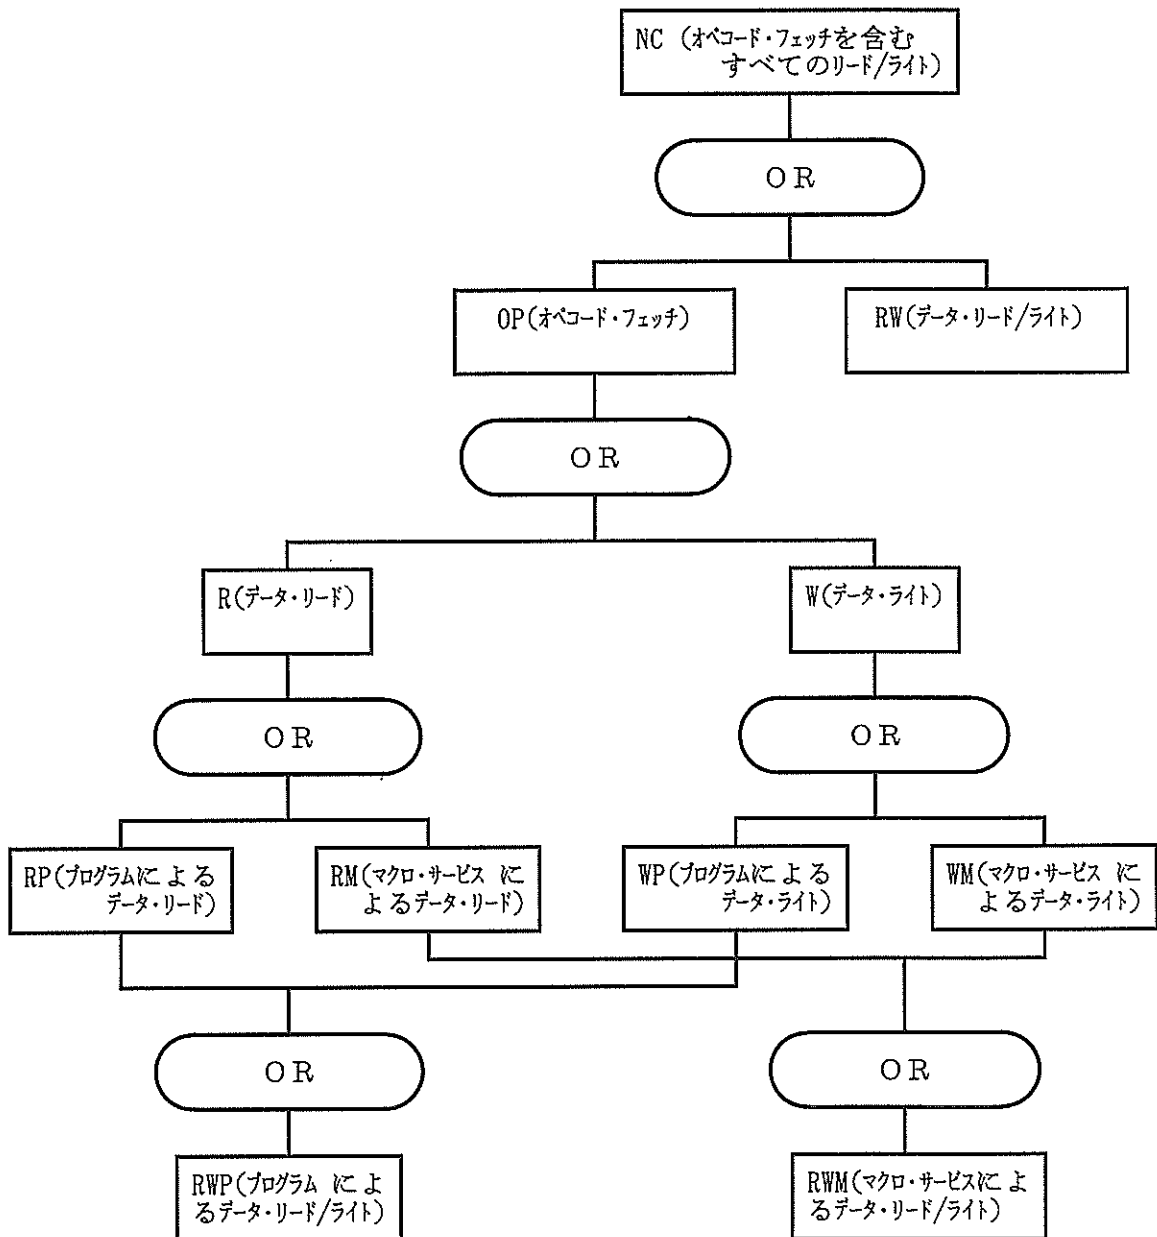 NC (オペコード・フェッチを含む
すべてのリード/ライト)
OR
OP(オペコード・フェッチ)
RW(データ・リード/ライト)
OR
R(データ・リード)
W(データ・ライト)
OR
OR
RP(プログラムによる
データ・リード)
RM(マクロ・サービス に
よるデータ・リード)
WP(プログラムによる
データ・ライト)
WM(マクロ・サービス に
よるデータ・ライト)
OR
OR
RWP(プログラム によ
るデータ・リード/ライト)
RWM(マクロ・サービスによ
るデータ・リード/ライト)